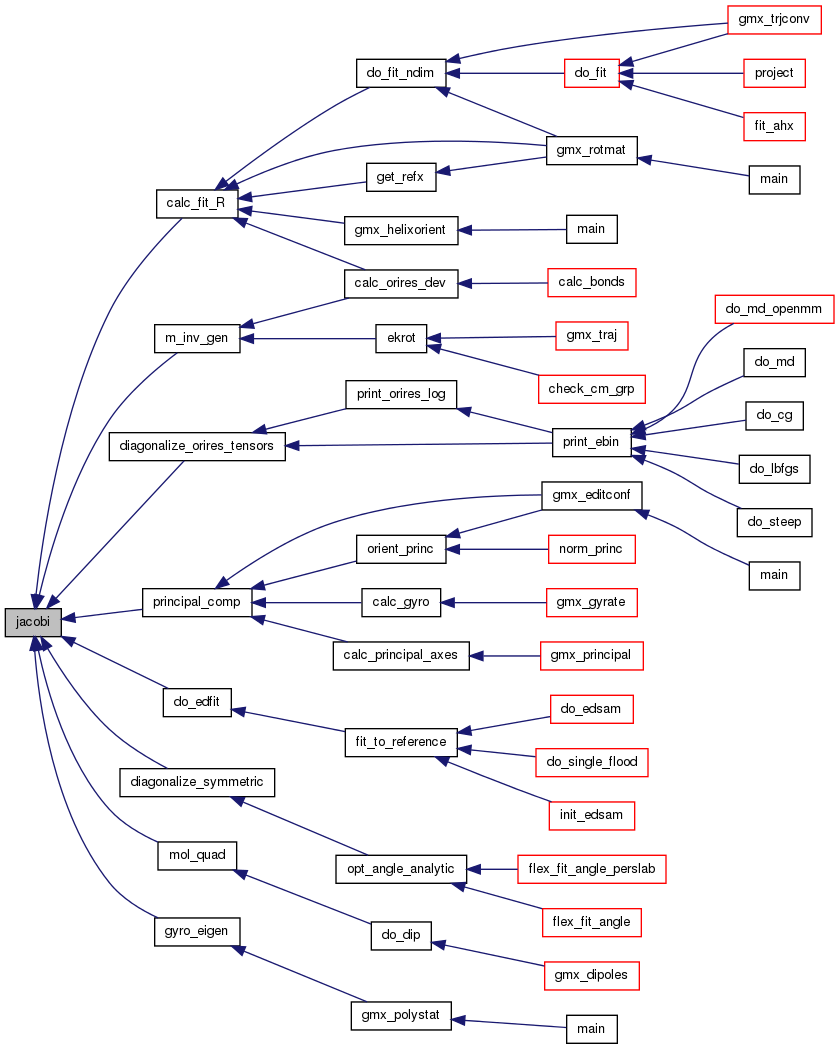 gmx_trjconv
do_fit_ndim
do_fit
project
fit_ahx
gmx_rotmat
get_refx
main
calc_fit_R
gmx_helixorient
main
calc_orires_dev
calc_bonds
do_md_openmm
m_inv_gen
ekrot
gmx_traj
do_md
check_cm_grp
print_orires_log
do_cg
diagonalize_orires_tensors
print_ebin
do_lbfgs
gmx_editconf
do_steep
orient_princ
norm_princ
main
principal_comp
calc_gyro
gmx_gyrate
jacobi
calc_principal_axes
gmx_principal
do_edfit
do_edsam
fit_to_reference
do_single_flood
diagonalize_symmetric
init_edsam
mol_quad
opt_angle_analytic
flex_fit_angle_perslab
flex_fit_angle
gyro_eigen
do_dip
gmx_dipoles
gmx_polystat
main